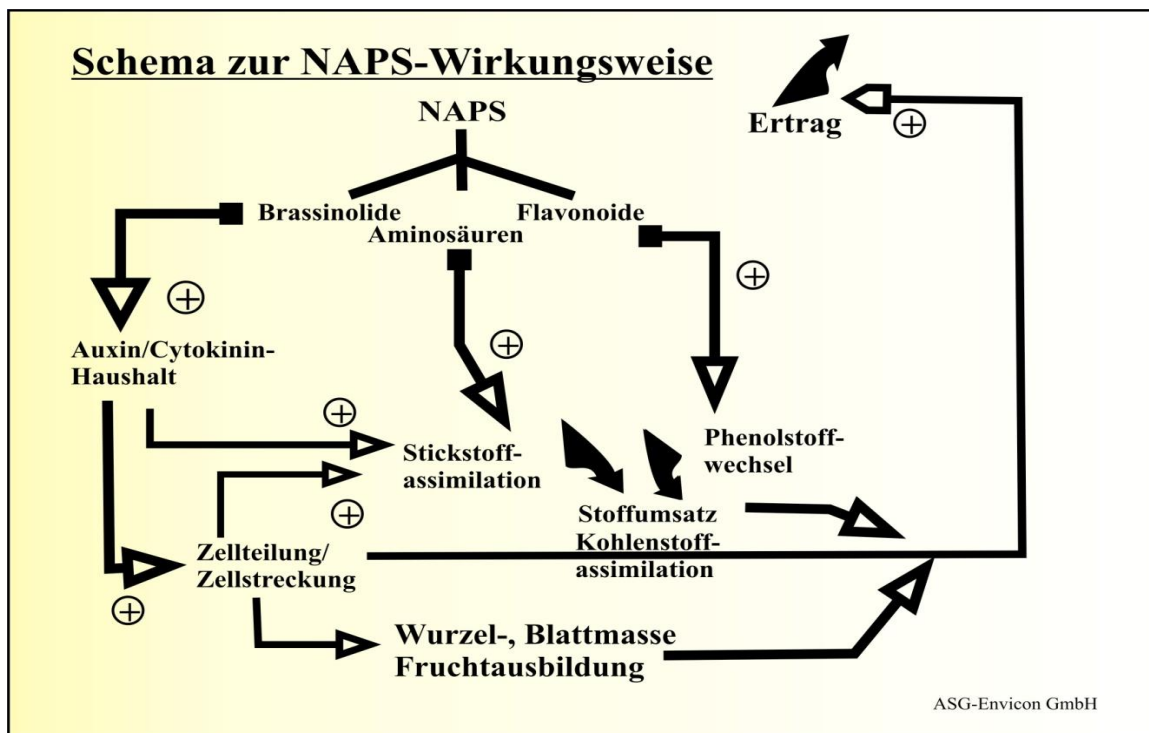 Schema zur NAPS-Wirkungsweise
NAPS
Ertrag
+
Brassinolide
Flavonoide
Aminosäuren
+
+
Auxin/Cytokinin-
Haushalt
+
+
Stickstoff-
assimilation
Phenolstoff-
wechsel
+
Stoffumsatz
Kohlenstoff-
assimilation
Zellteilung/
Zellstreckung
+
Wurzel-, Blattmasse
Fruchtausbildung
ASG-Envicon GmbH